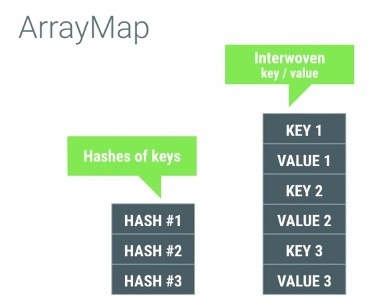 ArrayMap
Interwoven
key / value
Hashes of keys
HASH #1
HASH #2
HASH #3
KEY 1
VALUE 1
KEY 2
VALUE 2
KEY 3
VALUE 3